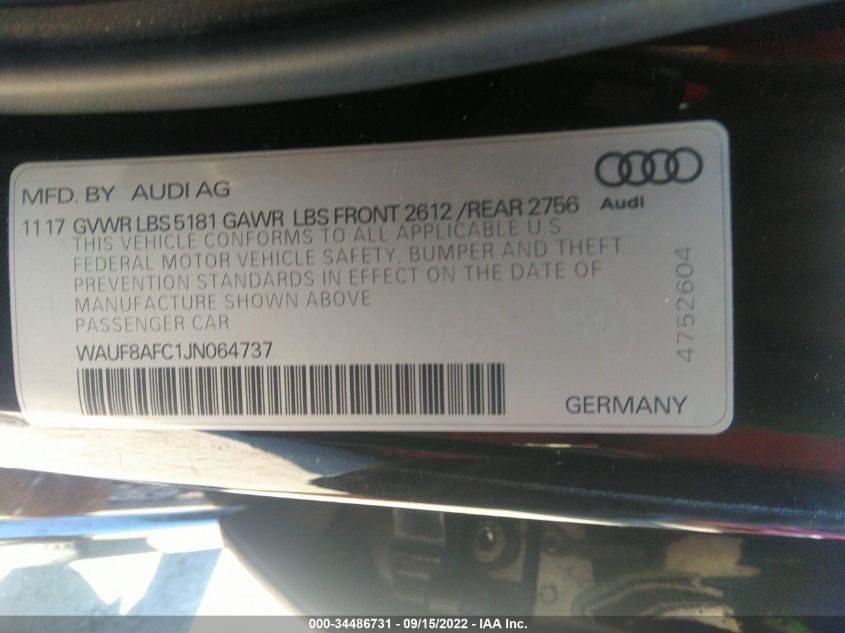 MFD. BY AUDI AG
Audi
11 17 GVWR LBS 5181 GAWR LBS FRONT 2612 /REAR 2756
THIS VEHICLE CONFORMS TO ALL APPLICABLE U S
FEDERAL MOTOR VEHICLE SAFETY, BUMPER AND THEFT
PREVENTION STANDARDS IN EFFECT ON THE DATE OF
MANUFACTURE SHOWN ABOVE
PASSENGER CAR
WAUF8AFC1JN064737
GERMANY
4752604
000-34486731 - 09/15/2022 - IAA Inc.